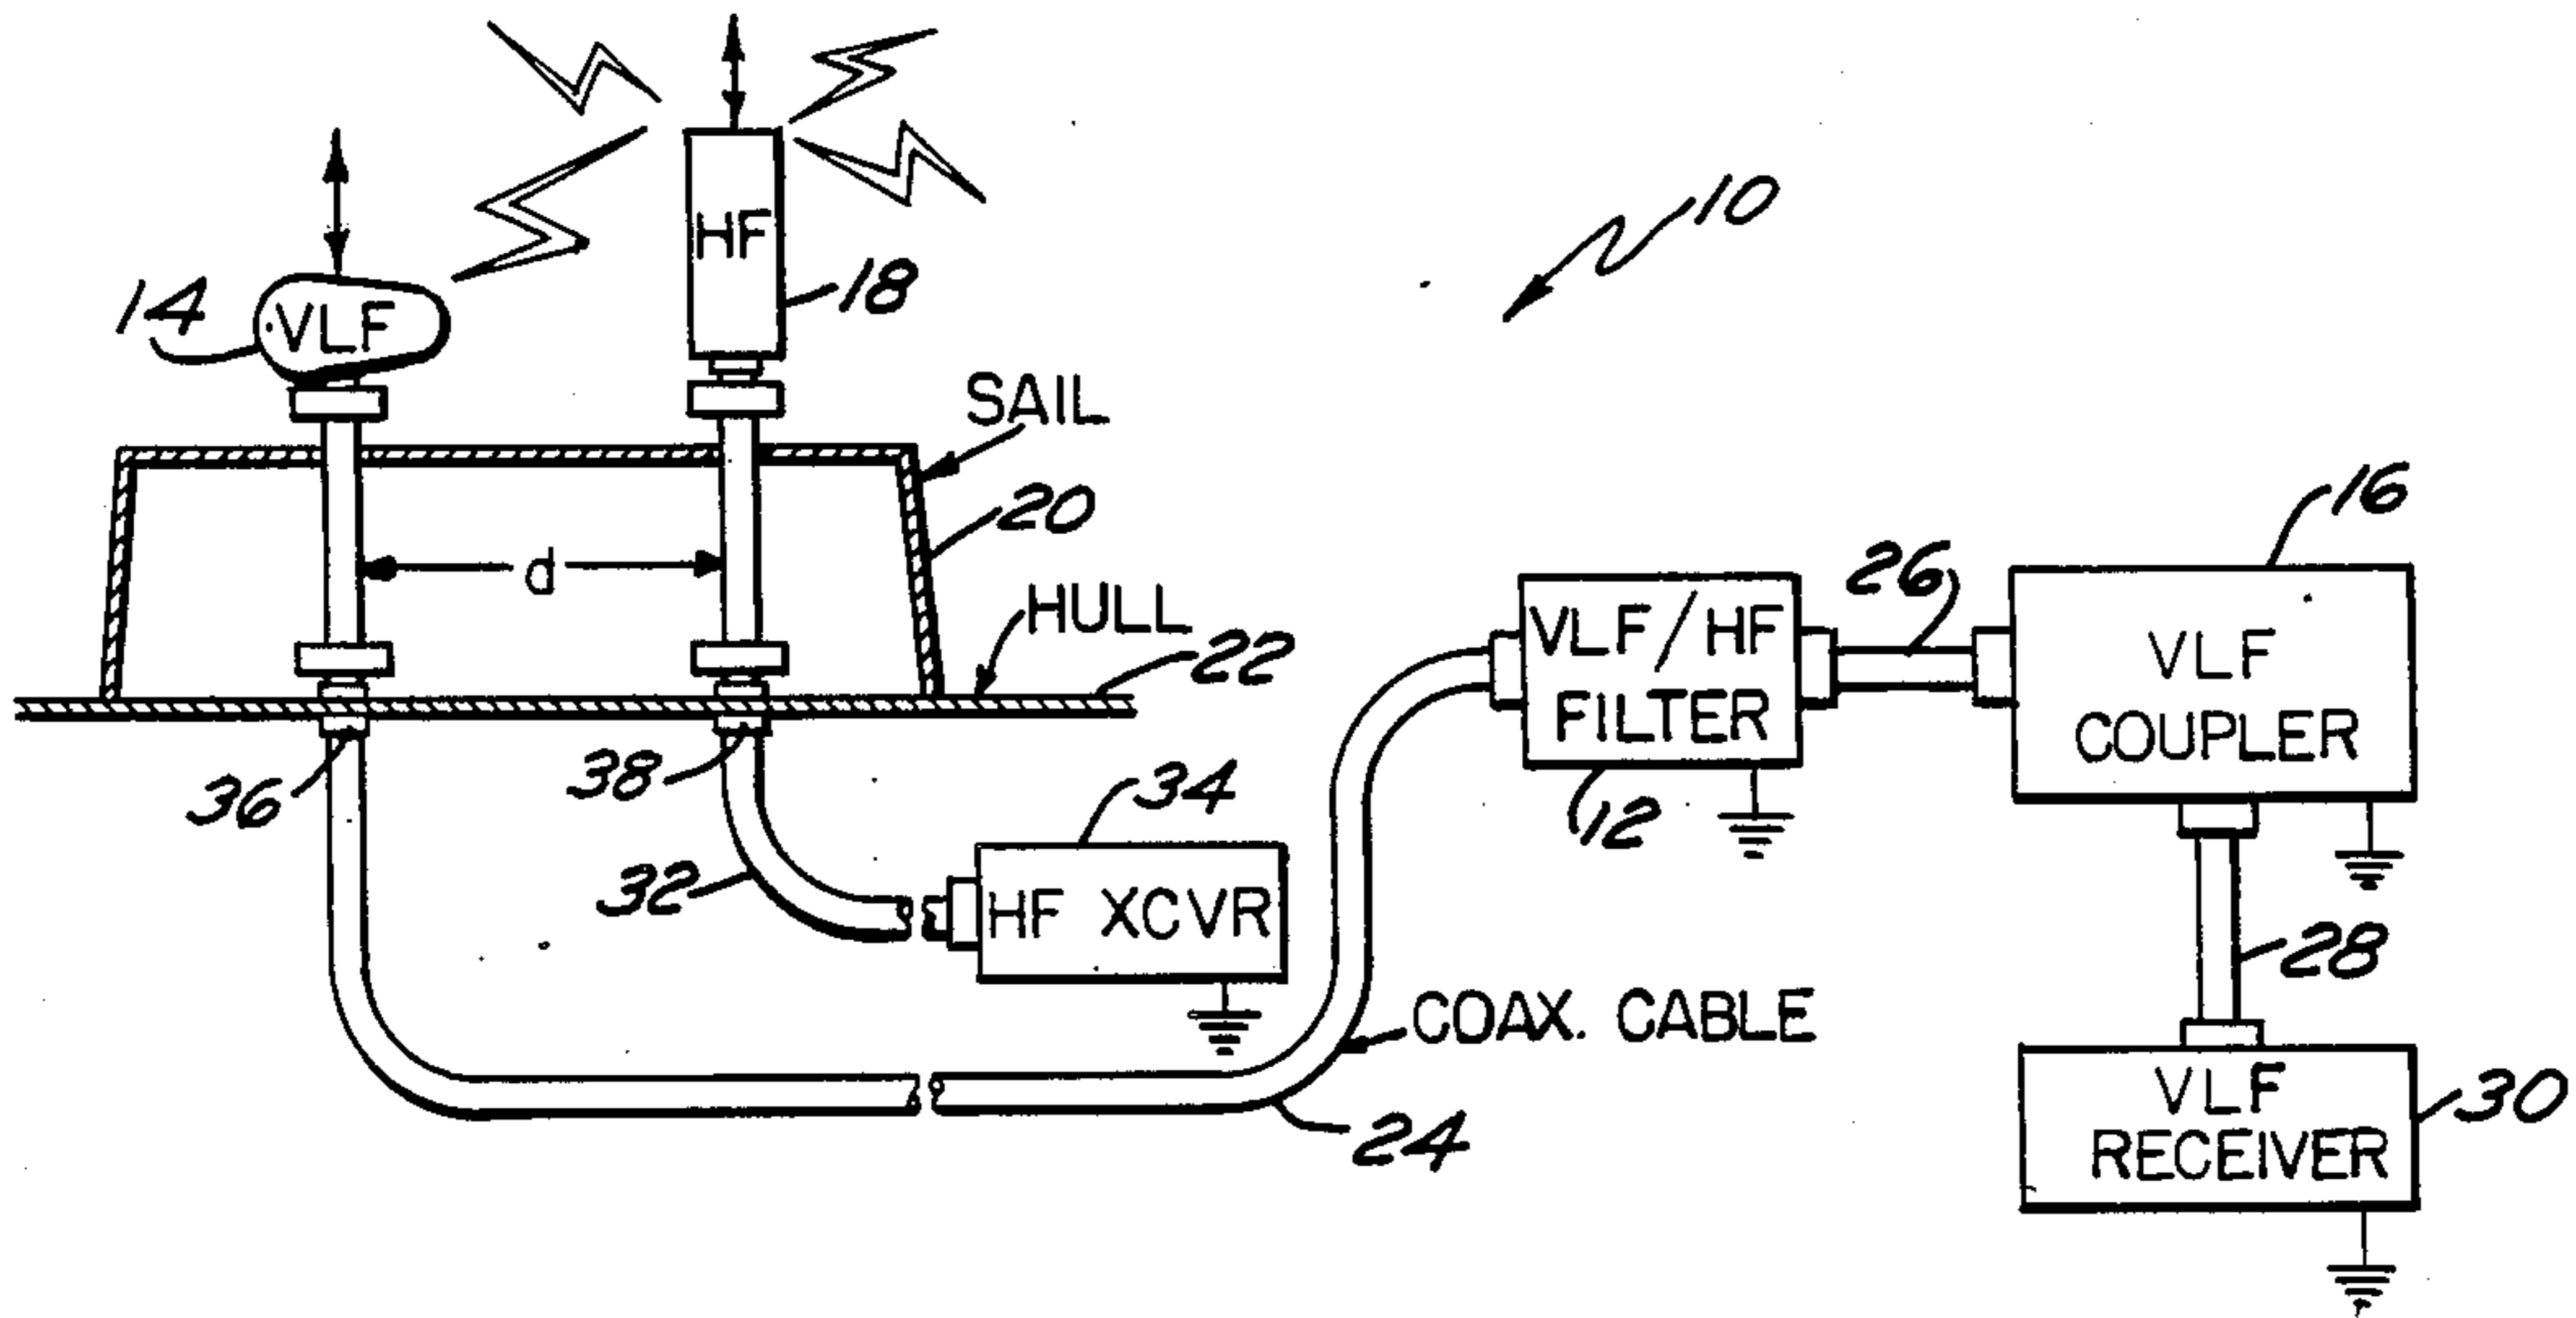 10
HF
18
14
VLF
SAIL
20
16
d
26
HULL
22
VLF/HF
FILTER
VLF
COUPLER
36
38
34
12
32
HF XCVR
28
COAX. CABLE
24
VLF
RECEIVER
30